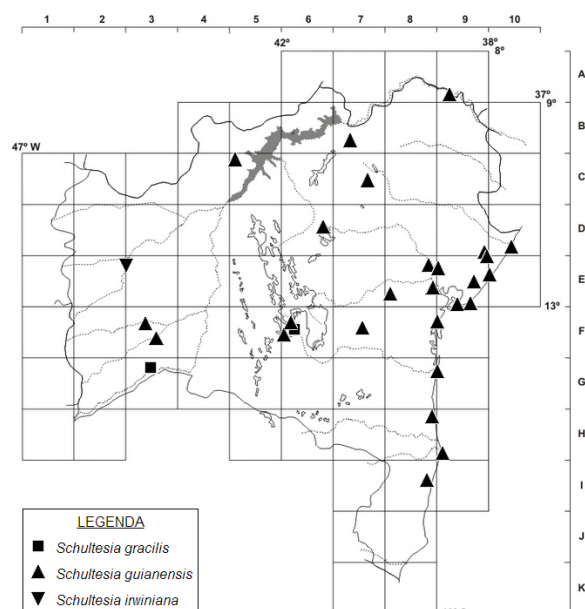 1 2 3 4 5 6 7 8 9 10
42° 38°
8°
A
37°
9°
B
47° W
C
D
E
13°
F
G
H
I
J
K
LEGENDA
Schultesia gracilis
Schultesia guianensis
Schultesia irwiniana